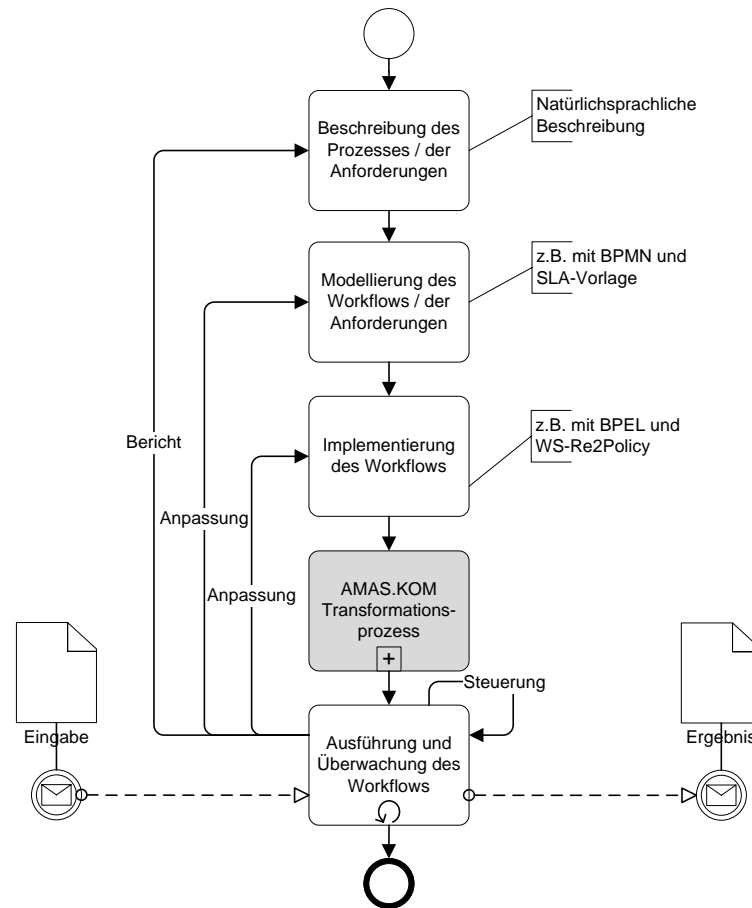 Beschreibung des
Prozesses / der
Anforderungen
Natürlichsprachliche
Beschreibung
Modellierung des
Workflows / der
Anforderungen
z.B. mit BPMN und
SLA-Vorlage
Implementierung
des Workflows
z.B. mit BPEL und
WS-Re2Policy
Bericht
Anpassung
Anpassung
AMAS.KOM
Transformations-
prozess
+
Steuerung
Eingabe
Ausführung und
Überwachung des
Workflows
Ergebnis